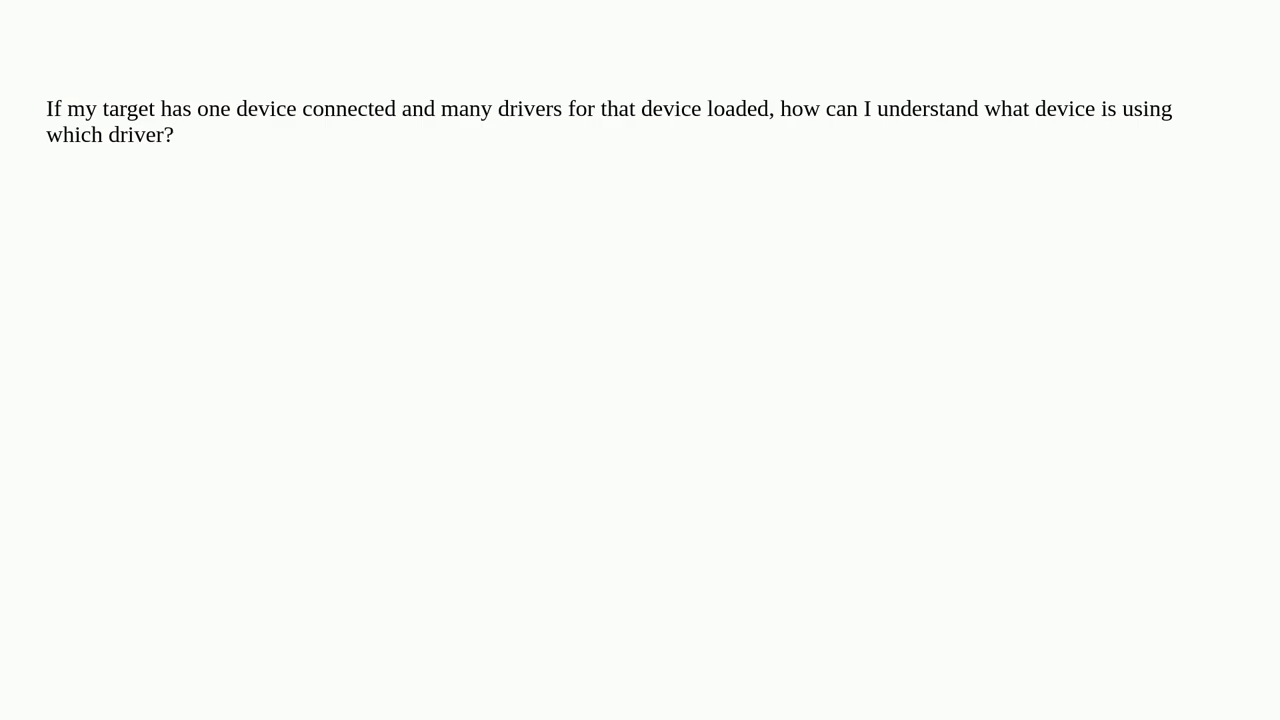 If my target has one device connected and many drivers for that device loaded, how can I understand what device is using
which driver?